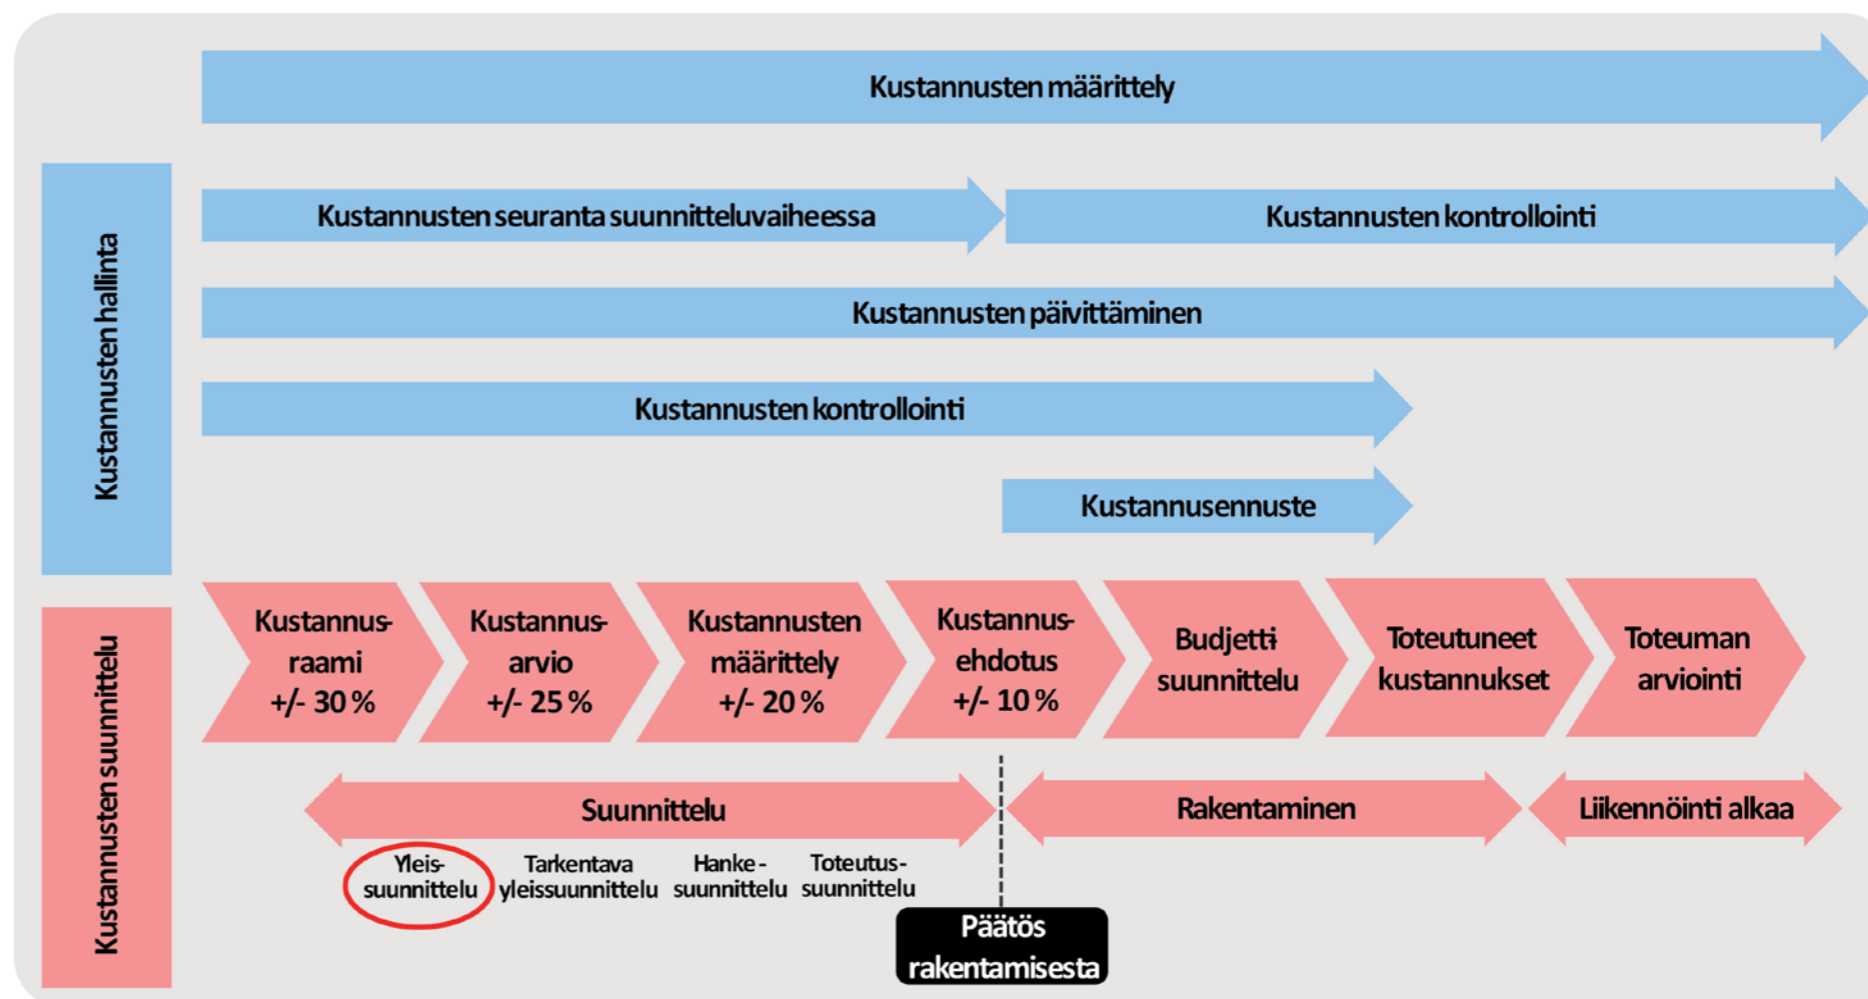 Kustannusten määrittely
Kustannusten hallinta
Kustannusten seuranta suunnitteluvaiheessa
Kustannusten kontrollointi
Kustannusten päivittäminen
Kustannusten kontrollointi
Kustannusennuste
Kustannusten suunnittelu
Kustannus-
raami
+/- 30 %
Kustannus-
arvio
+/- 25 %
Kustannusten
määrittely
+/- 20 %
Kustannus-
ehdotus
+/- 10 %
Budjetti-
suunnittelu
Toteutuneet
kustannukset
Toteuman
arviointi
Suunnittelu
Rakentaminen
Liikennöinti alkaa
Yleis-
suunnittelu
Tarkentava
yleissuunnittelu
Hanke-
suunnittelu
Toteutus-
suunnittelu
Päätös
rakentamisesta